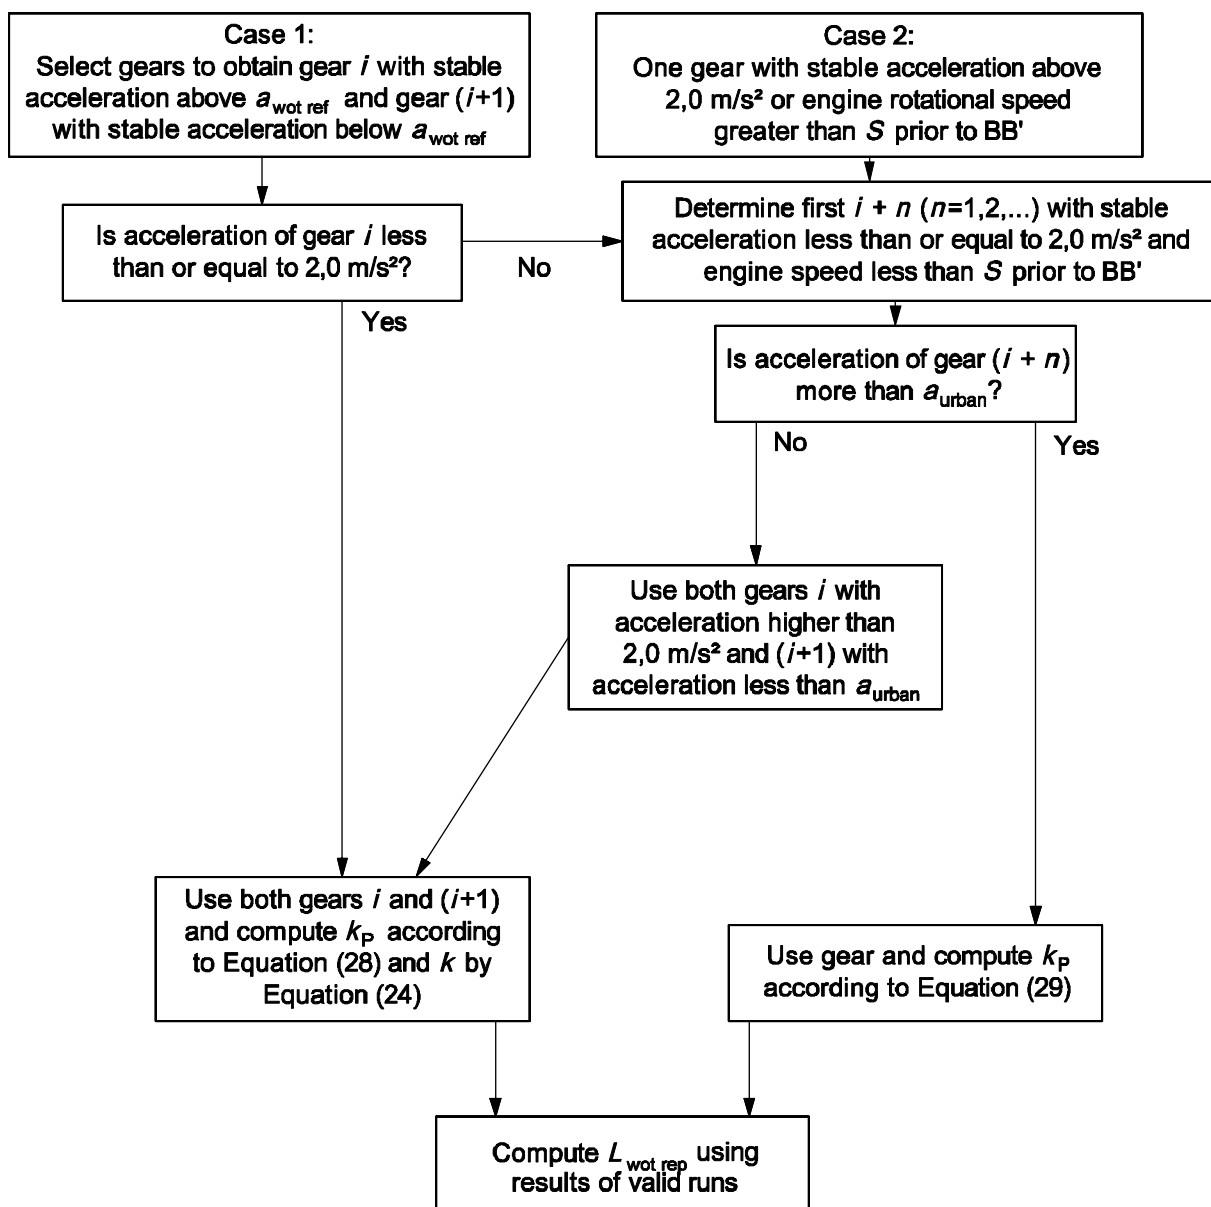 Case 1:
Select gears to obtain gear i with stable
acceleration above a wot ref and gear (i+1)
with stable acceleration below a wot ref
Case 2:
One gear with stable acceleration above
2,0 m/s² or engine rotational speed
greater than S prior to BB'
Is acceleration of gear i less
than or equal to 2,0 m/s²?
No
Yes
Determine first i + n (n=1,2,...) with stable
acceleration less than or equal to 2,0 m/s² and
engine speed less than S prior to BB'
Is acceleration of gear (i + n)
more than a urban?
No
Yes
Use both gears i with
acceleration higher than
2,0 m/s² and (i+1) with
acceleration less than a urban
Use both gears i and (i+1)
and compute kP according
to Equation (28) and k by
Equation (24)
Use gear and compute kP
according to Equation (29)
Compute L wot rep using
results of valid runs